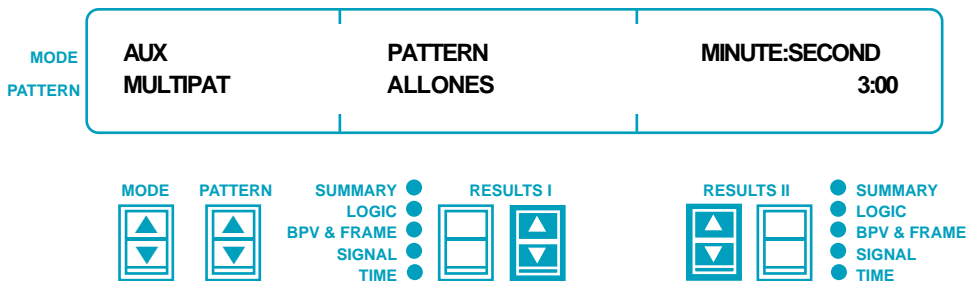 MODE AUX PATTERN MINUTE:SECOND
PATTERN MULTIPAT ALLONES 3:00
MODE PATTERN SUMMARY RESULTS I RESULTS II SUMMARY
LOGIC LOGIC
BPV & FRAME BPV & FRAME
SIGNAL SIGNAL
TIME TIME